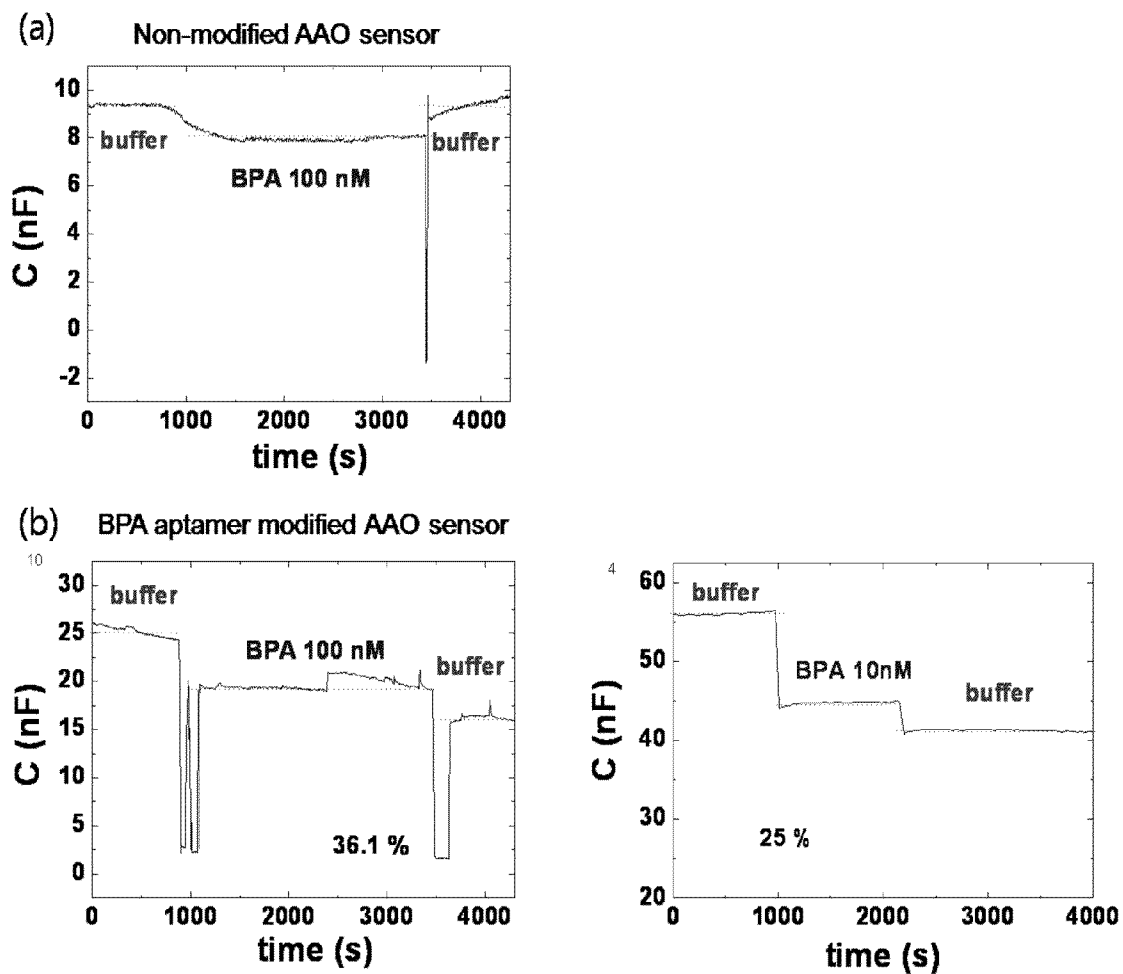 (a)
Non-modified AAO sensor
10
8
6
4
2
0
-2
C (nF)
buffer
BPA 100 nM
buffer
0 1000 2000 3000 4000
time (s)
(b) BPA aptamer modified AAO sensor
10
30
25
20
15
10
5
0
C (nF)
buffer
BPA 100 nM
buffer
36.1 %
0 1000 2000 3000 4000
time (s)
4
60
50
40
30
20
C (nF)
buffer
BPA 10nM
buffer
25 %
0 1000 2000 3000 4000
time (s)